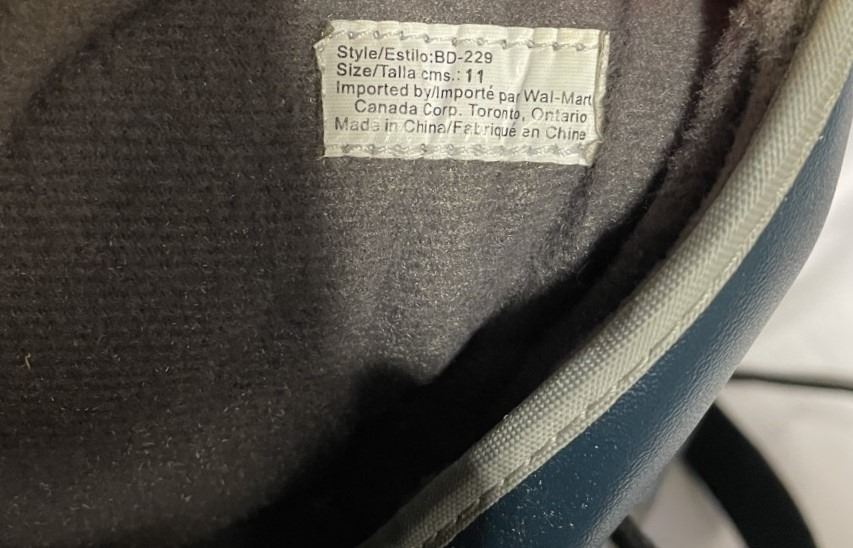 Style/Estilo:BD-229
Size/Talla cms.: 11
Imported by/Importé par Wal-Mart
Canada Corp. Toronto, Ontario
Made in China/Fabriqué en Chine